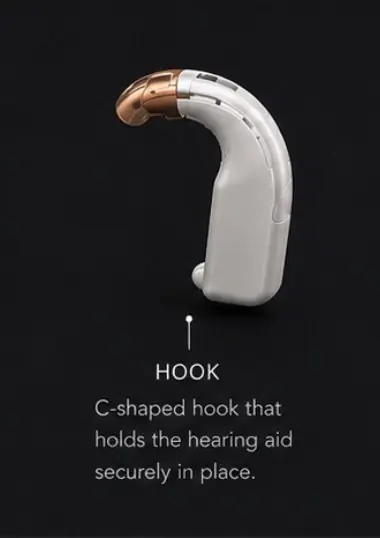 HOOK
C-shaped hook that
holds the hearing aid
securely in place.